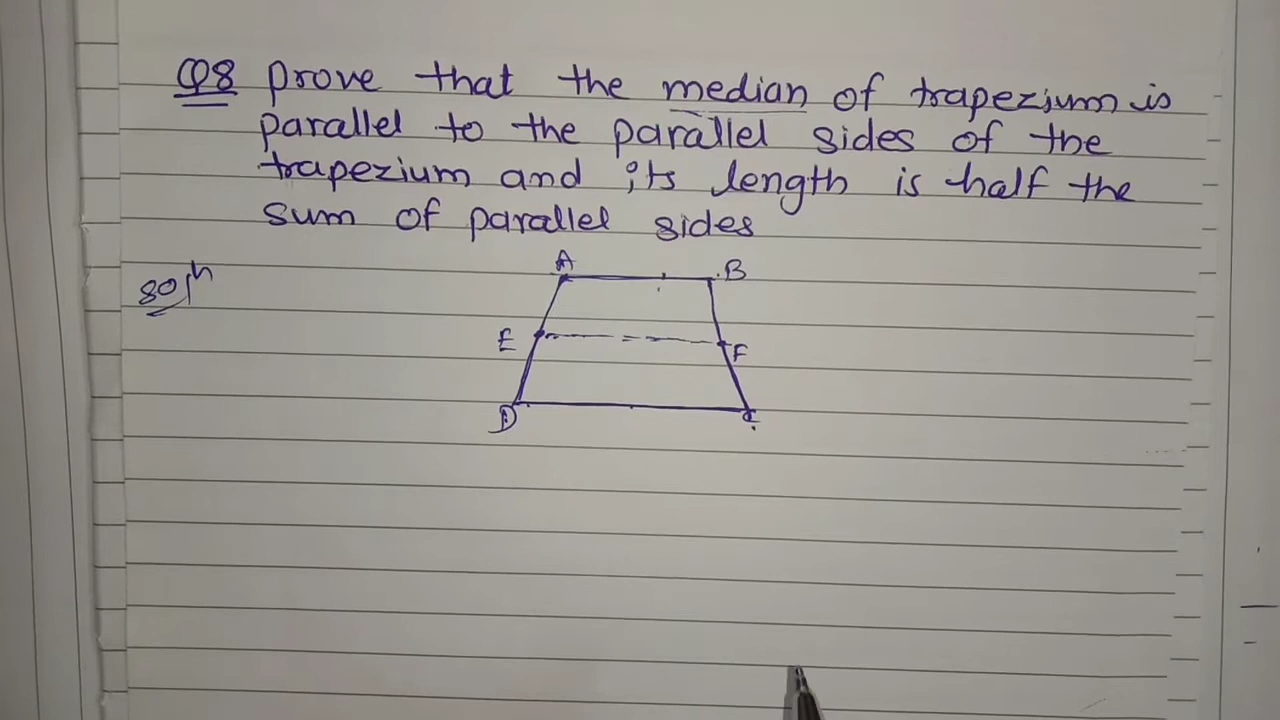 Q8 prove that the median of trapezium is
parallel to the parallel sides of the
trapezium and its length is half the
sum of parallel sides
Solⁿ
A B
E F
D C